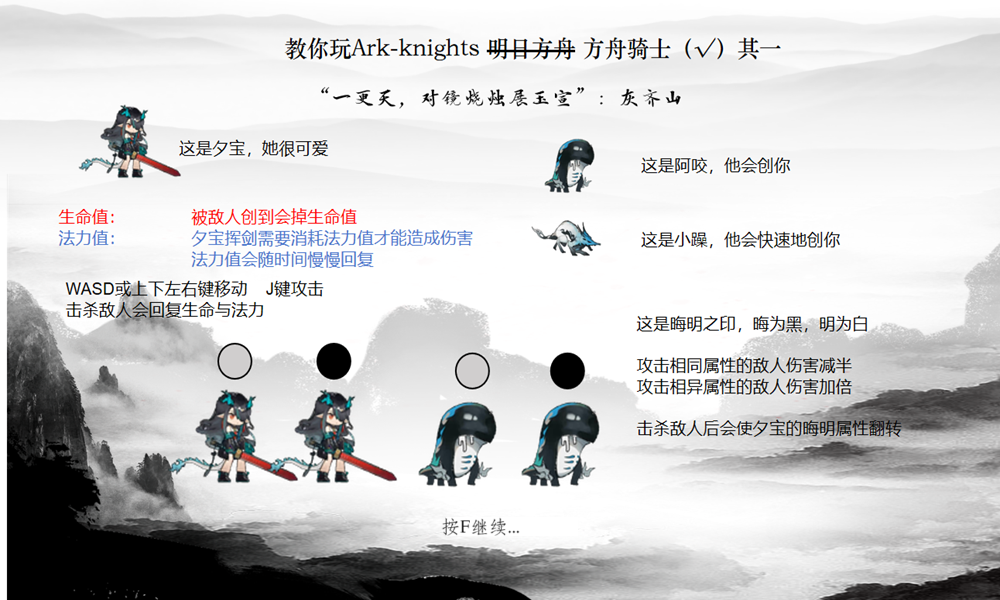 教你玩Ark-knights 明日方舟 方舟骑士（✓）其一
“一更天，对镜烧烛展玉宣”：灰齐山
这是夕宝，她很可爱
这是阿咬，他会创你
生命值： 被敌人创到会掉生命值
法力值： 夕宝挥剑需要消耗法力值才能造成伤害
法力值会随时间慢慢回复
这是小躁，他会快速地创你
WASD或上下左右键移动 J键攻击
击杀敌人会回复生命与法力
这是晦明之印，晦为黑，明为白
攻击相同属性的敌人伤害减半
攻击相异属性的敌人伤害加倍
击杀敌人后会使夕宝的晦明属性翻转
按F继续...